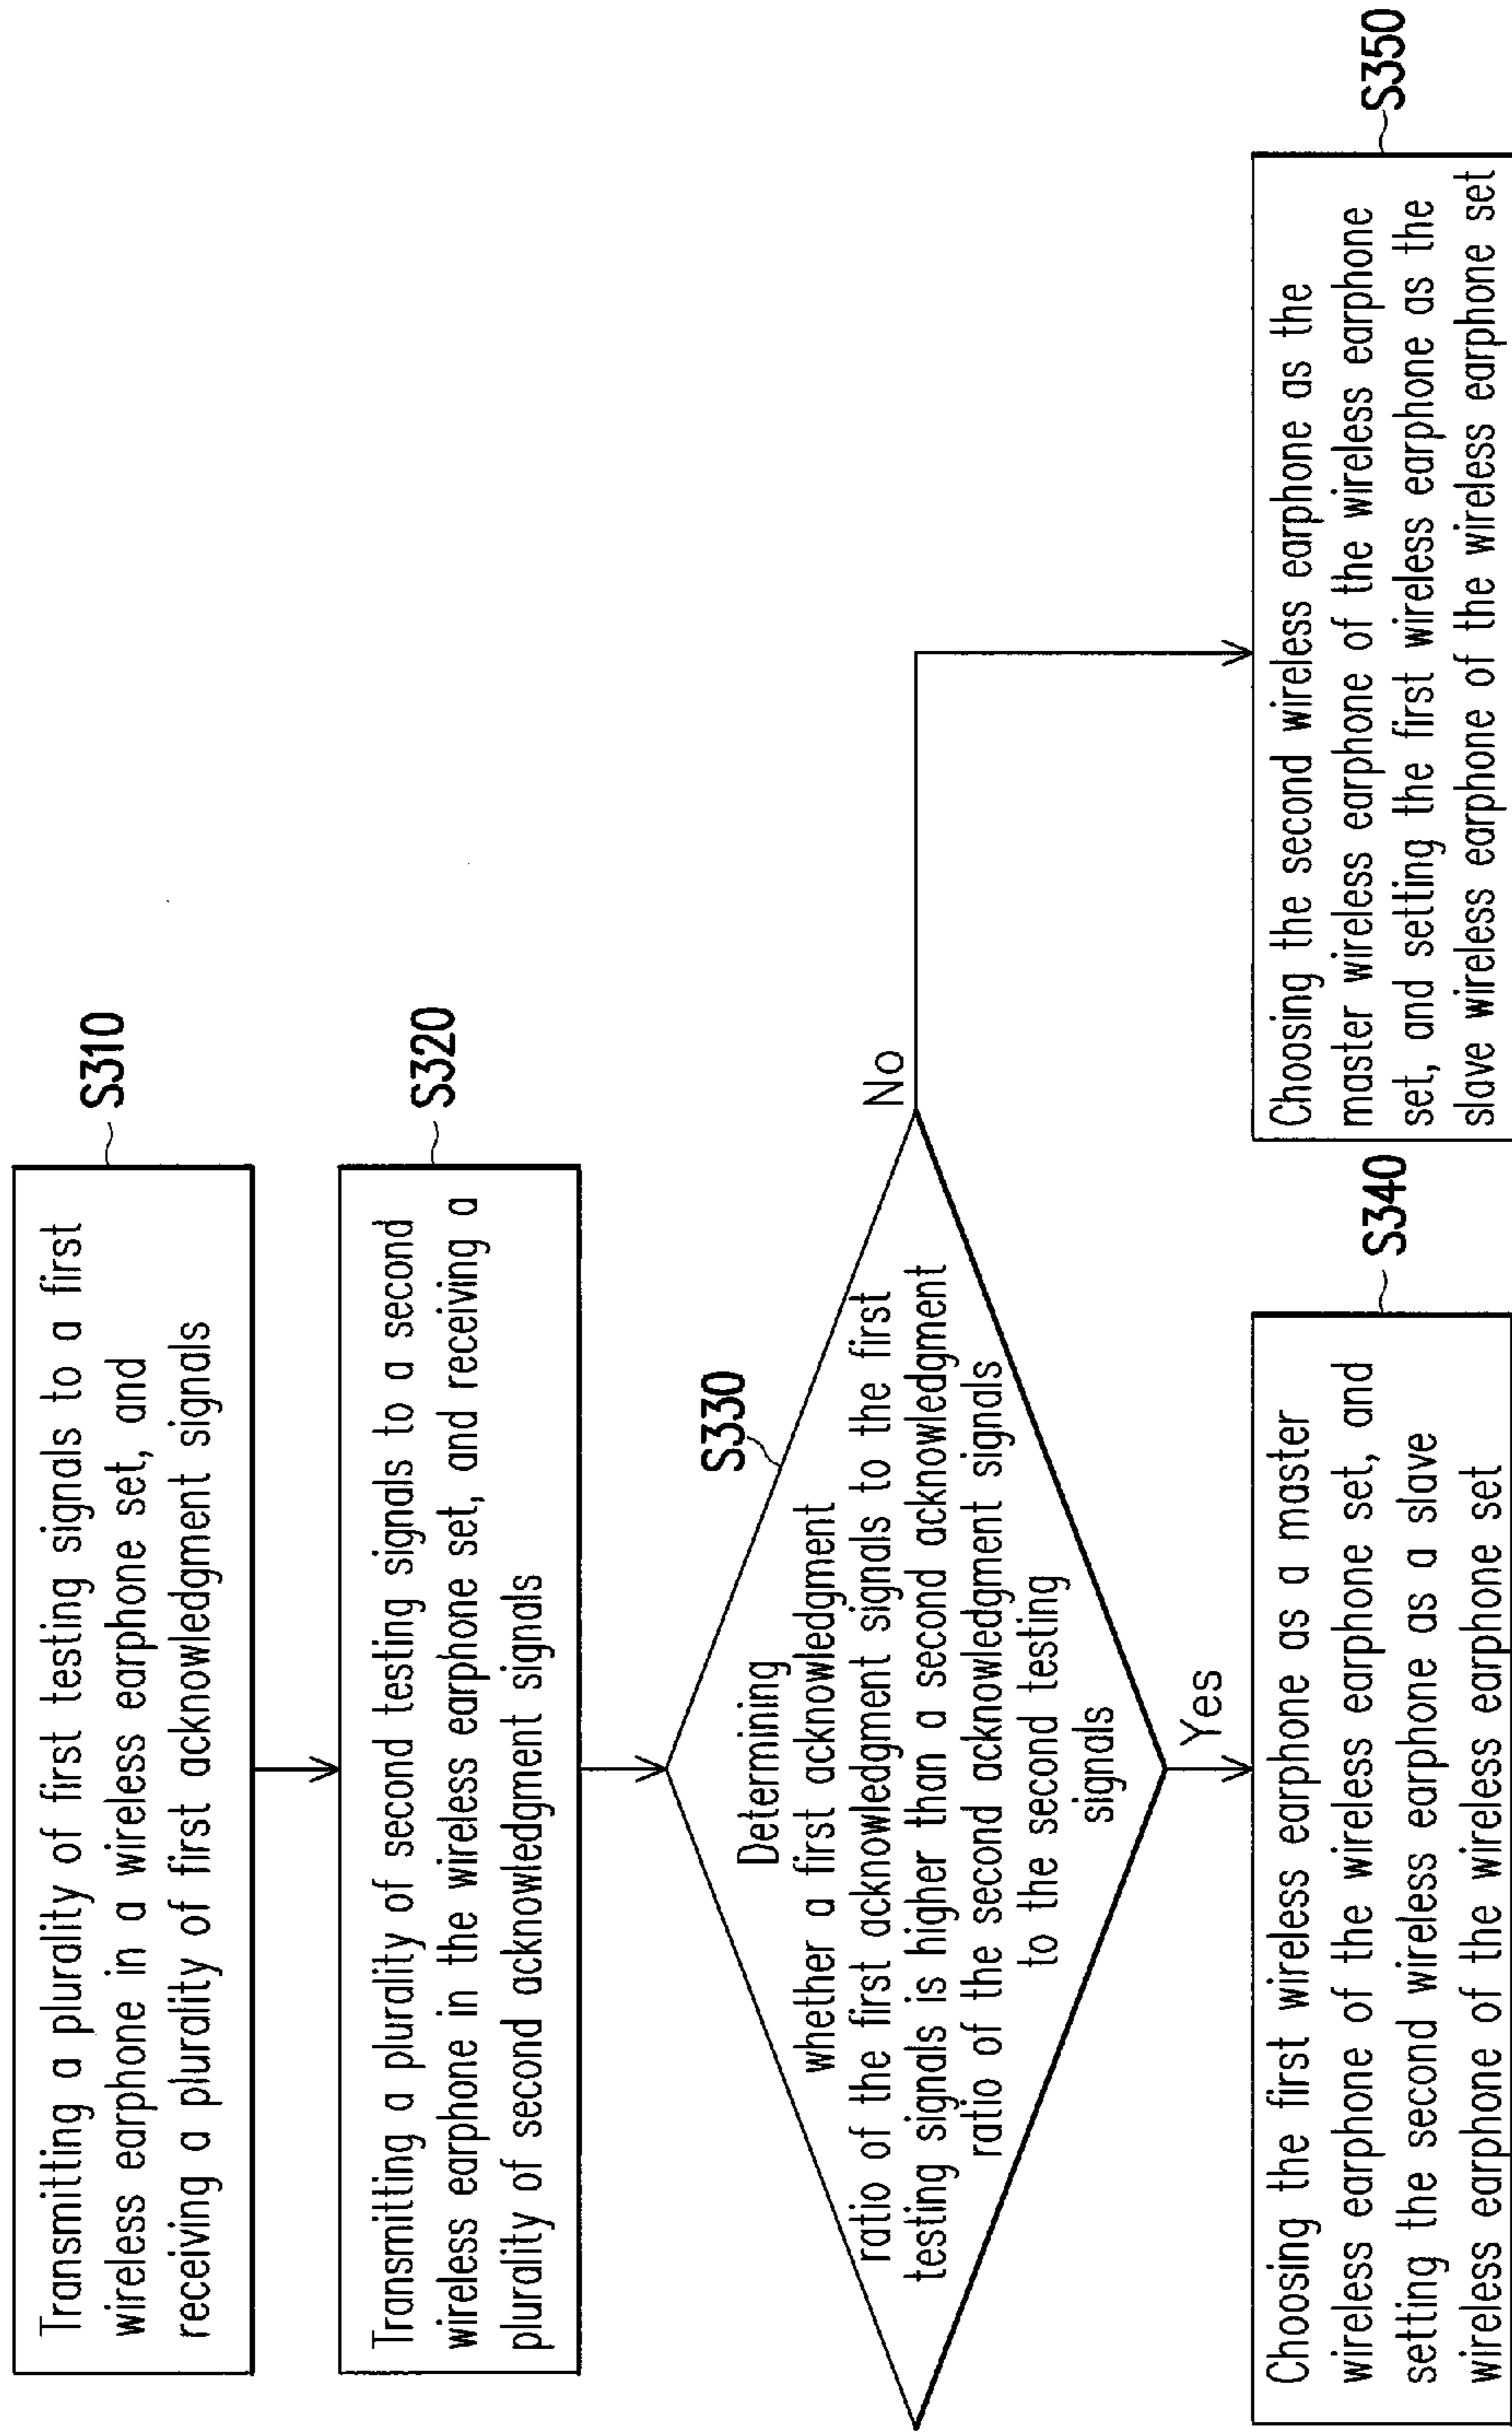 Transmitting a plurality of first testing signals to a first
wireless earphone in a wireless earphone set, and
receiving a plurality of first acknowledgment signals
S310
Transmitting a plurality of second testing signals to a second
wireless earphone in the wireless earphone set, and receiving a
plurality of second acknowledgment signals
S320
S330
Determining
whether a first acknowledgment
ratio of the first acknowledgment signals to the first
testing signals is higher than a second acknowledgment
ratio of the second acknowledgment signals
to the second testing
signals
No
Yes
Choosing the first wireless earphone as a master
wireless earphone of the wireless earphone set, and
setting the second wireless earphone as a slave
wireless earphone of the wireless earphone set
S340
Choosing the second wireless earphone as the
master wireless earphone of the wireless earphone
set, and setting the first wireless earphone as the
slave wireless earphone of the wireless earphone set
S350